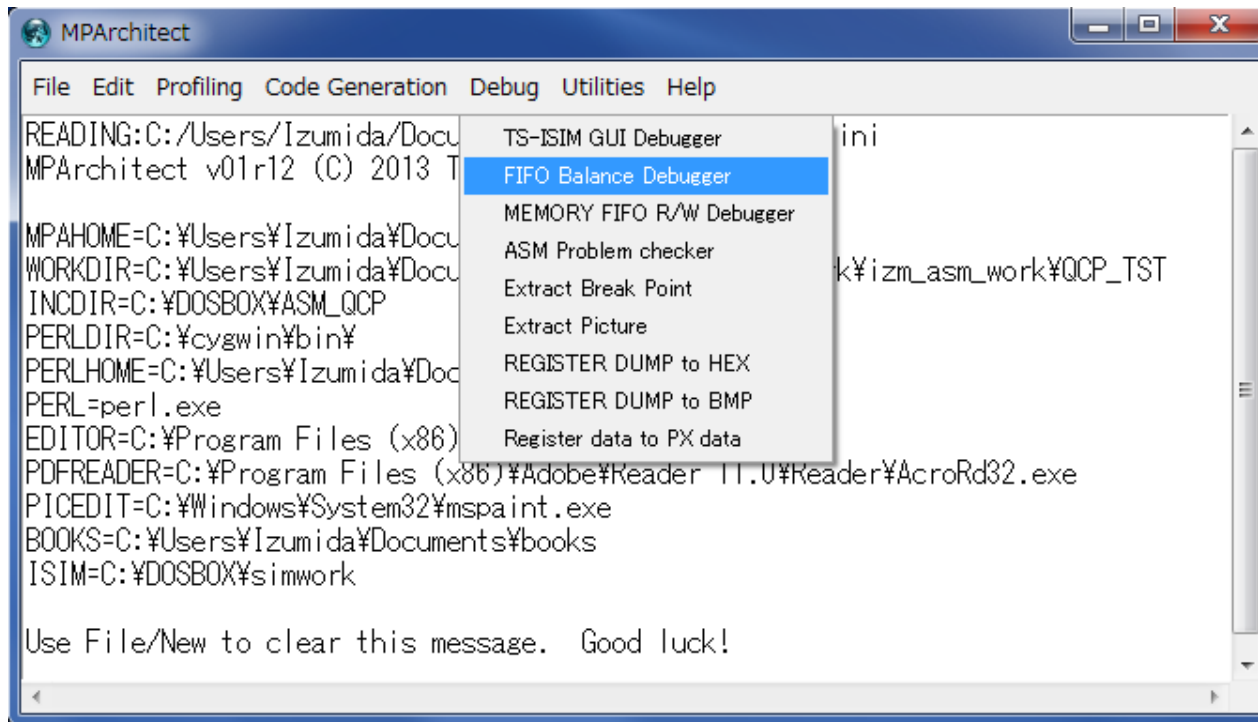 MPArchitect
File Edit Profiling Code Generation Debug Utilities Help
READING:C:/Users/Izumida/Docu ini
MPArchitect v01r12 (C) 2013 T
MPAHOME=C:¥Users¥Izumida¥Docu
WORKDIR=C:¥Users¥Izumida¥Docu k¥izm_asm_work¥QCP_TST
INCDIR=C:¥DOSBOX¥ASM_QCP
PERLDIR=C:¥cygwin¥bin¥
PERLHOME=C:¥Users¥Izumida¥Doc
PERL=perl.exe
EDITOR=C:¥Program Files (x86)
PDFREADER=C:¥Program Files (x86)¥Adobe¥Reader 11.0¥Reader¥AcroRd32.exe
PICEDIT=C:¥Windows¥System32¥mspaint.exe
BOOKS=C:¥Users¥Izumida¥Documents¥books
ISIM=C:¥DOSBOX¥simwork
Use File/New to clear this message. Good luck!
TS-ISIM GUI Debugger
FIFO Balance Debugger
MEMORY FIFO R/W Debugger
ASM Problem checker
Extract Break Point
Extract Picture
REGISTER DUMP to HEX
REGISTER DUMP to BMP
Register data to PX data